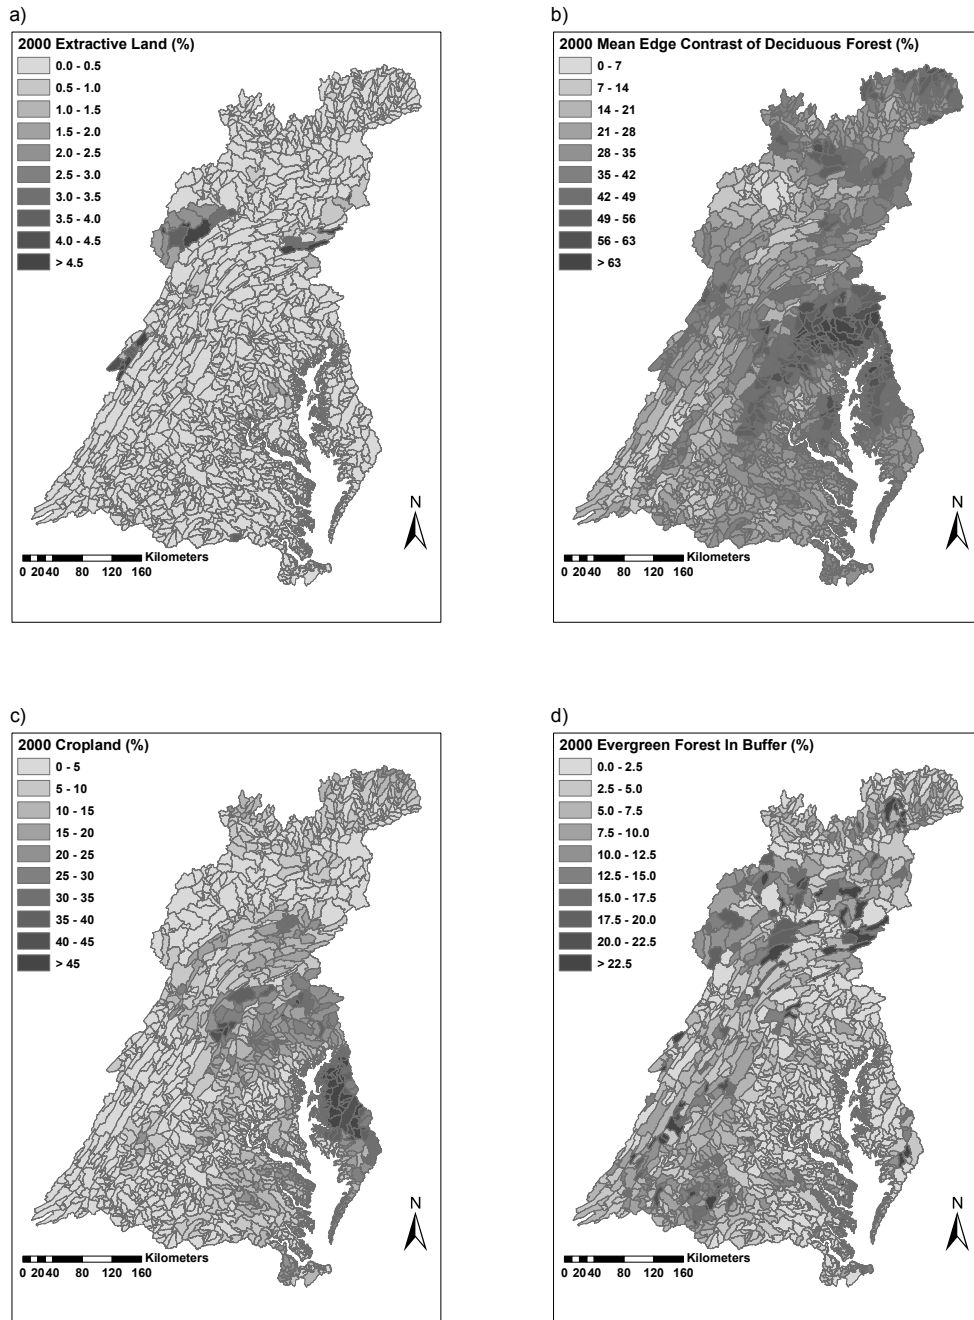 a)
2000 Extractive Land (%)
0.0 - 0.5
0.5 - 1.0
1.0 - 1.5
1.5 - 2.0
2.0 - 2.5
2.5 - 3.0
3.0 - 3.5
3.5 - 4.0
4.0 - 4.5
> 4.5
N
Kilometers
0 20 40 80 120 160
b)
2000 Mean Edge Contrast of Deciduous Forest (%)
0 - 7
7 - 14
14 - 21
21 - 28
28 - 35
35 - 42
42 - 49
49 - 56
56 - 63
> 63
N
Kilometers
0 20 40 80 120 160
c)
2000 Cropland (%)
0 - 5
5 - 10
10 - 15
15 - 20
20 - 25
25 - 30
30 - 35
35 - 40
40 - 45
> 45
N
Kilometers
0 20 40 80 120 160
d)
2000 Evergreen Forest In Buffer (%)
0.0 - 2.5
2.5 - 5.0
5.0 - 7.5
7.5 - 10.0
10.0 - 12.5
12.5 - 15.0
15.0 - 17.5
17.5 - 20.0
20.0 - 22.5
> 22.5
N
Kilometers
0 20 40 80 120 160